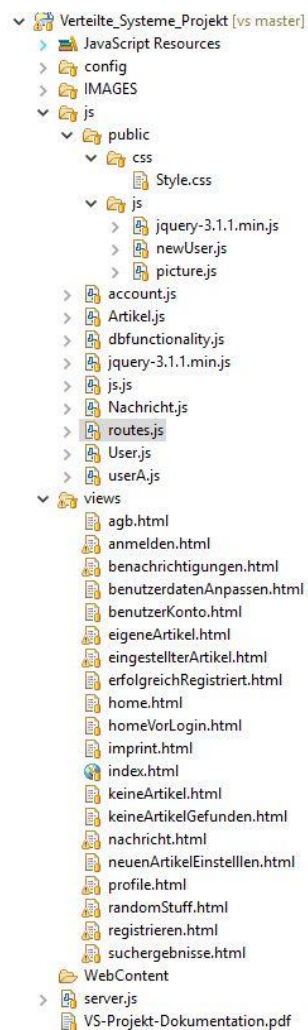 Verteilte_Systeme_Projekt [vs master]
JavaScript Resources
config
IMAGES
js
public
css
Style.css
js
jquery-3.1.1.min.js
newUser.js
picture.js
account.js
Artikel.js
dbfunctionality.js
jquery-3.1.1.min.js
js.js
Nachricht.js
routes.js
User.js
userA.js
views
agb.html
anmelden.html
benachrichtigungen.html
benutzerdatenAnpassen.html
benutzerKonto.html
eigeneArtikel.html
eingestellterArtikel.html
erfolgreichRegistriert.html
home.html
homeVorLogin.html
imprint.html
index.html
keineArtikel.html
keineArtikelGefunden.html
nachricht.html
neuenArtikelEinstelllen.html
profile.html
randomStuff.html
registrieren.html
suchergebnisse.html
WebContent
server.js
VS-Projekt-Dokumentation.pdf